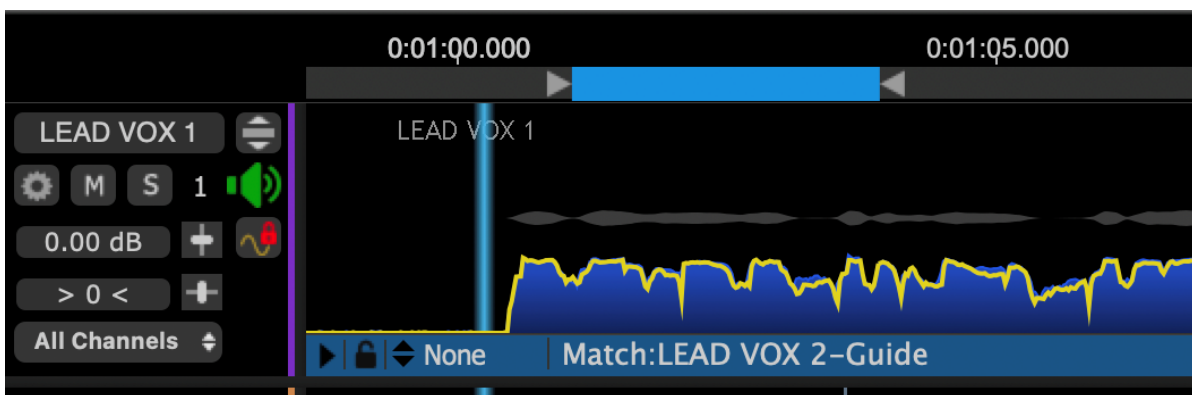 0:01:00.000 0:01:05.000
LEAD VOX 1 LEAD VOX 1
M S 1
0.00 dB
> 0 <
All Channels
None Match:LEAD VOX 2-Guide